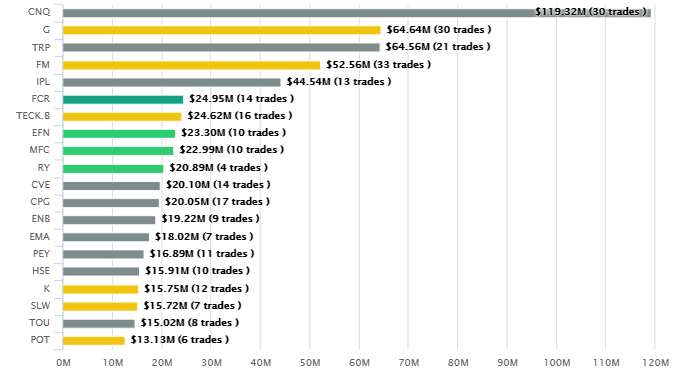 CNQ $119.32M (30 trades )
G $64.64M (30 trades )
TRP $64.56M (21 trades )
FM $52.56M (33 trades )
IPL $44.54M (13 trades )
FCR $24.95M (14 trades )
TECK.B $24.62M (16 trades )
EFN $23.30M (10 trades )
MFC $22.99M (10 trades )
RY $20.89M (4 trades )
CVE $20.10M (14 trades )
CPG $20.05M (17 trades )
ENB $19.22M (9 trades )
EMA $18.02M (7 trades )
PEY $16.89M (11 trades )
HSE $15.91M (10 trades )
K $15.75M (12 trades )
SLW $15.72M (7 trades )
TOU $15.02M (8 trades )
POT $13.13M (6 trades )
0M 10M 20M 30M 40M 50M 60M 70M 80M 90M 100M 110M 120M